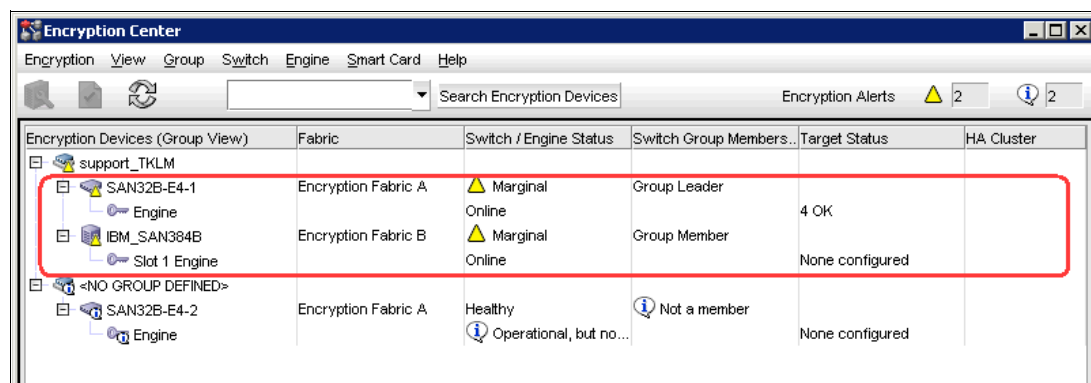 Encryption Center
Encryption View Group Switch Engine Smart Card Help
Search Encryption Devices Encryption Alerts 2 2
Encryption Devices (Group View) Fabric Switch / Engine Status Switch Group Members... Target Status HA Cluster
support_TKLM
SAN32B-E4-1 Encryption Fabric A Marginal Group Leader
Engine Online 4 OK
IBM_SAN384B Encryption Fabric B Marginal Group Member
Slot 1 Engine Online None configured
<NO GROUP DEFINED>
SAN32B-E4-2 Encryption Fabric A Healthy Not a member
Engine Operational, but no... None configured